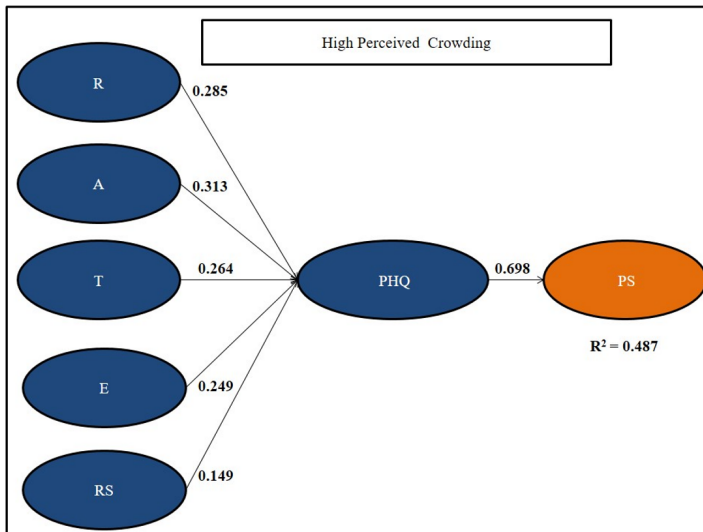 High Perceived Crowding
R
0.285
A
0.313
T
0.264
PHQ
0.698
PS
R² = 0.487
E
0.249
RS
0.149